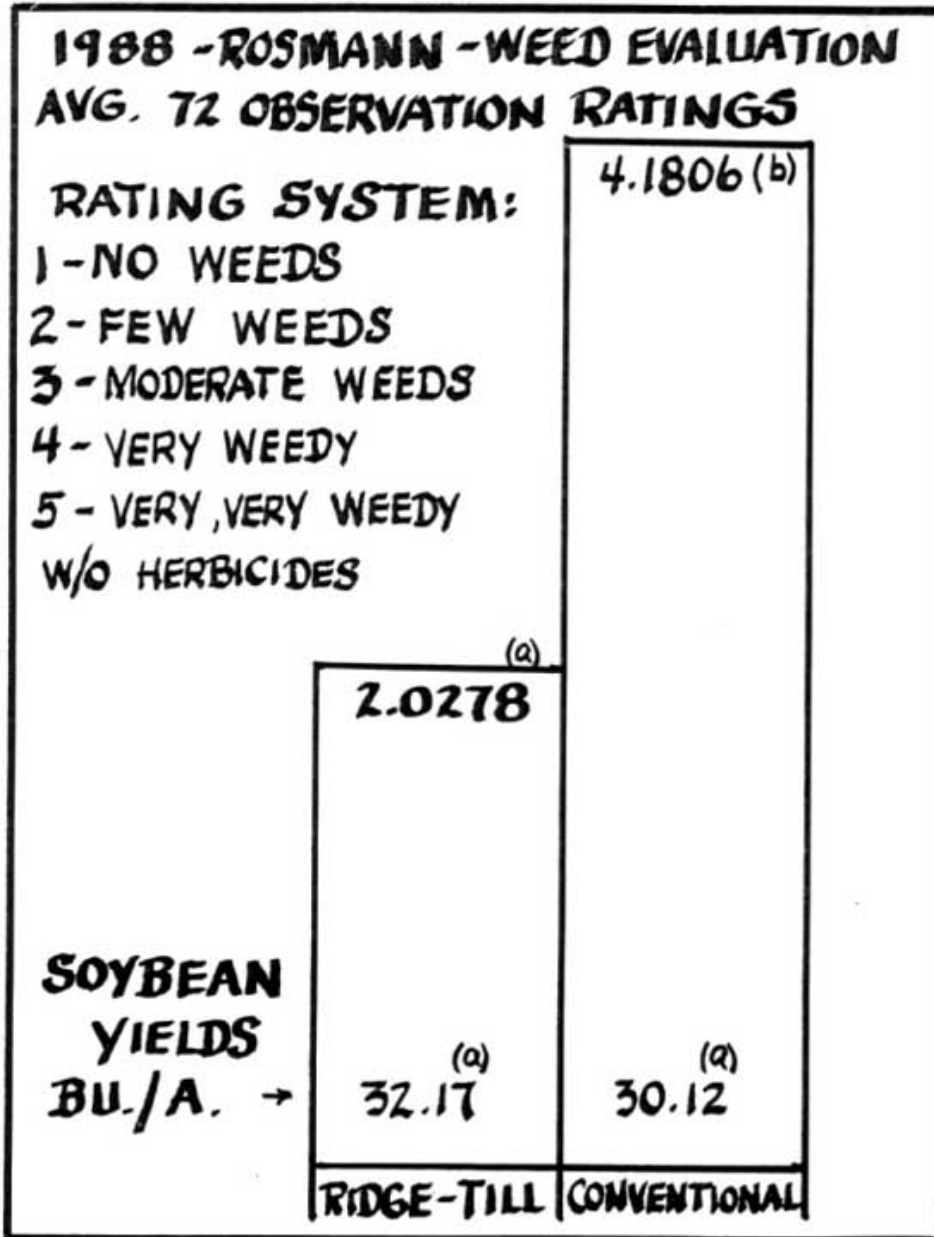 1988 - ROSMANN - WEED EVALUATION
AVG. 72 OBSERVATION RATINGS
4.1806 (b)
RATING SYSTEM:
1 - NO WEEDS
2 - FEW WEEDS
3 - MODERATE WEEDS
4 - VERY WEEDY
5 - VERY, VERY WEEDY
W/O HERBICIDES
(a)
2.0278
SOYBEAN
YIELDS
BU./A. → 32.17 (a) 30.12 (a)
RIDGE-TILL CONVENTIONAL